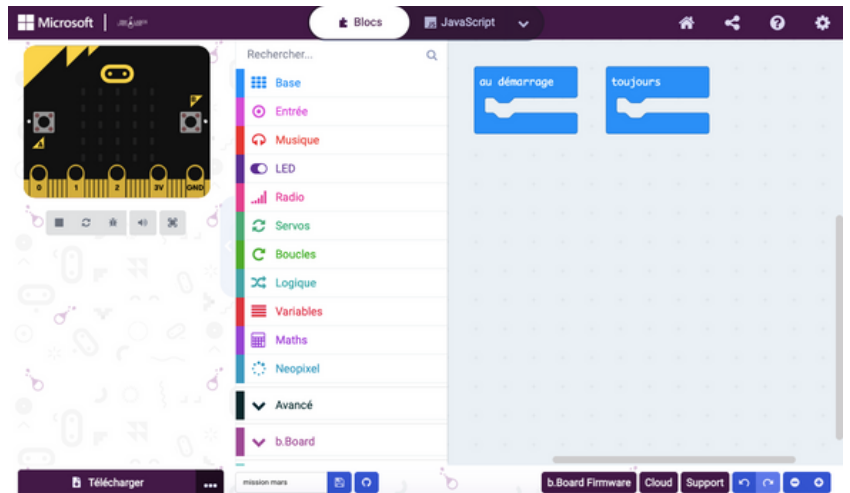 Microsoft
Blocs
JavaScript
Rechercher...
Base
Entrée
Musique
LED
Radio
Servos
Boucles
Logique
Variables
Maths
Neopixel
Avancé
b.Board
au démarrage
toujours
B
A
0 1 2 3V GND
Télécharger
mission mars
b.Board Firmware
Cloud
Support